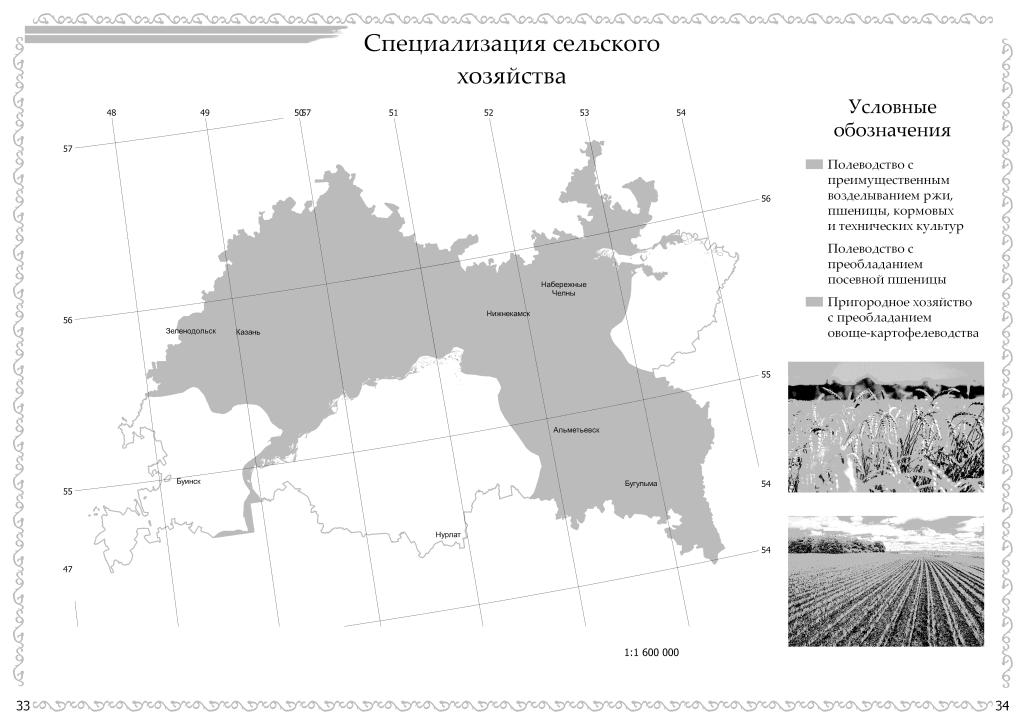 Специализация сельского
хозяйства
48
49
50
57
51
52
53
54
57
56
56
55
55
54
54
47
Набережные
Челны
Нижнекамск
Зеленодольск
Казань
Альметьевск
Буинск
Бугульма
Нурлат
1:1 600 000
Условные
обозначения
Полеводство с
преимущественным
возделыванием ржи,
пшеницы, кормовых
и технических культур
Полеводство с
преобладанием
посевной пшеницы
Пригородное хозяйство
с преобладанием
овоще-картофелеводства
33
34